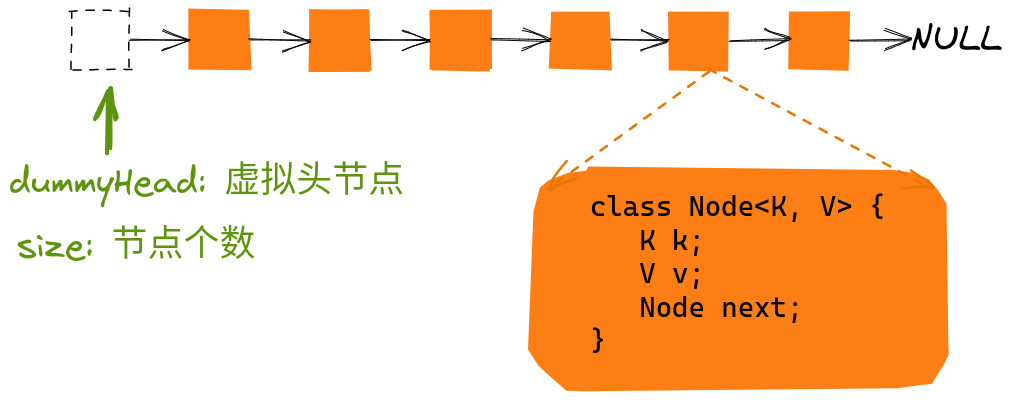 NULL
dummyHead: 虚拟头节点
size: 节点个数
class Node<K, V> {
K k;
V v;
Node next;
}